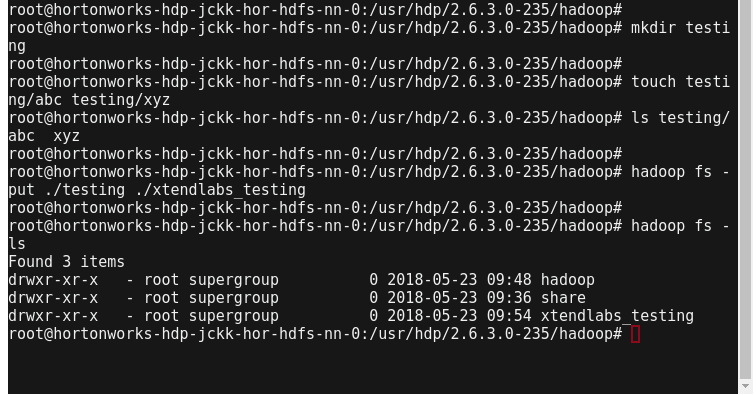 root@hortonworks-hdp-jckk-hor-hdfs-nn-0:/usr/hdp/2.6.3.0-235/hadoop#
root@hortonworks-hdp-jckk-hor-hdfs-nn-0:/usr/hdp/2.6.3.0-235/hadoop# mkdir testi
ng
root@hortonworks-hdp-jckk-hor-hdfs-nn-0:/usr/hdp/2.6.3.0-235/hadoop#
root@hortonworks-hdp-jckk-hor-hdfs-nn-0:/usr/hdp/2.6.3.0-235/hadoop# touch testi
ng/abc testing/xyz
root@hortonworks-hdp-jckk-hor-hdfs-nn-0:/usr/hdp/2.6.3.0-235/hadoop# ls testing/
abc  xyz
root@hortonworks-hdp-jckk-hor-hdfs-nn-0:/usr/hdp/2.6.3.0-235/hadoop#
root@hortonworks-hdp-jckk-hor-hdfs-nn-0:/usr/hdp/2.6.3.0-235/hadoop# hadoop fs -
put ./testing ./xtendlabs_testing
root@hortonworks-hdp-jckk-hor-hdfs-nn-0:/usr/hdp/2.6.3.0-235/hadoop#
root@hortonworks-hdp-jckk-hor-hdfs-nn-0:/usr/hdp/2.6.3.0-235/hadoop# hadoop fs -
ls
Found 3 items
drwxr-xr-x   - root supergroup          0 2018-05-23 09:48 hadoop
drwxr-xr-x   - root supergroup          0 2018-05-23 09:36 share
drwxr-xr-x   - root supergroup          0 2018-05-23 09:54 xtendlabs_testing
root@hortonworks-hdp-jckk-hor-hdfs-nn-0:/usr/hdp/2.6.3.0-235/hadoop#